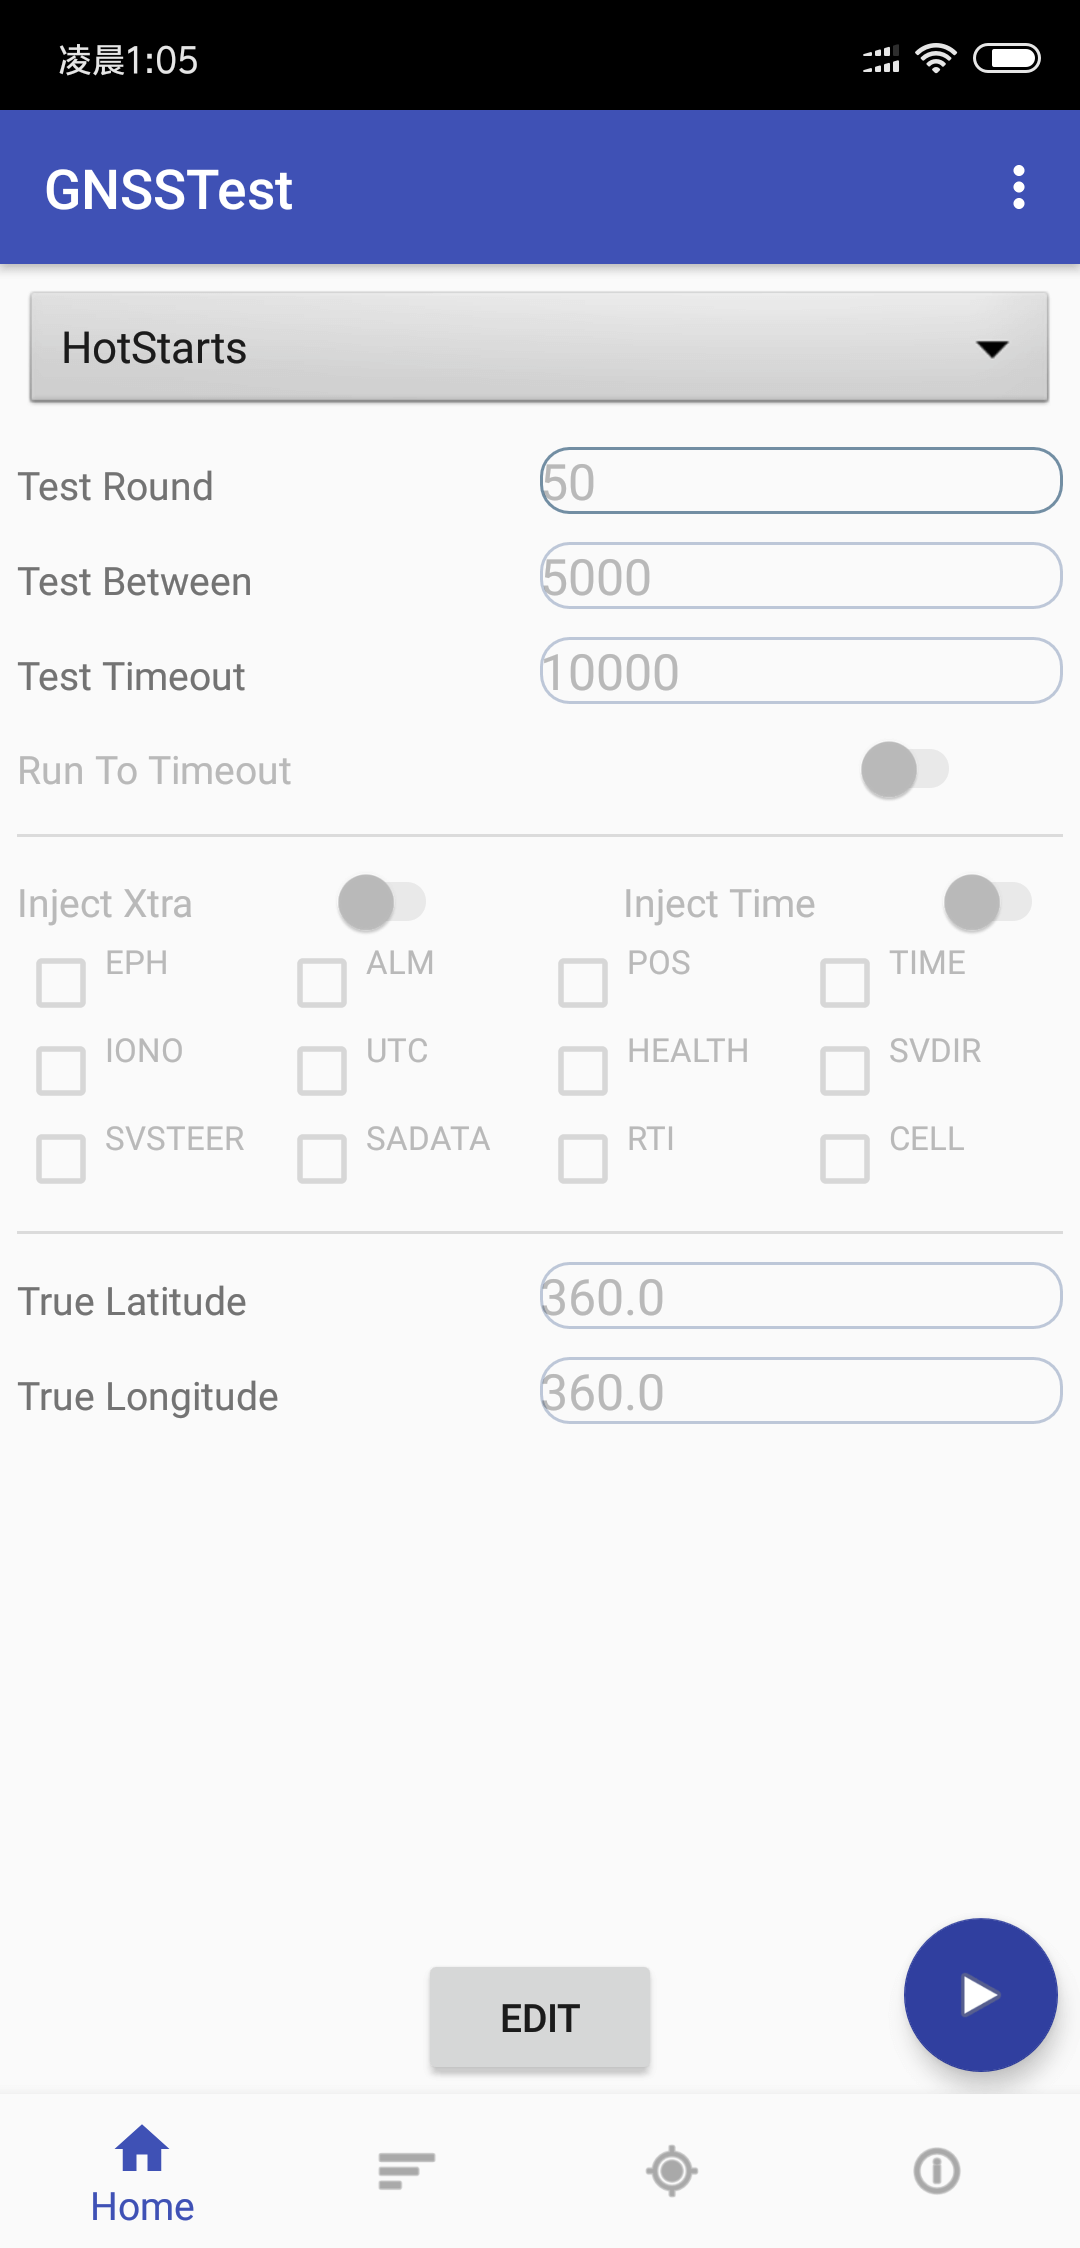 凌晨1:05
GNSSTest
HotStarts
Test Round 50
Test Between 5000
Test Timeout 10000
Run To Timeout
Inject Xtra Inject Time
EPH ALM POS TIME
IONO UTC HEALTH SVDIR
SVSTEER SADATA RTI CELL
True Latitude 360.0
True Longitude 360.0
EDIT
Home